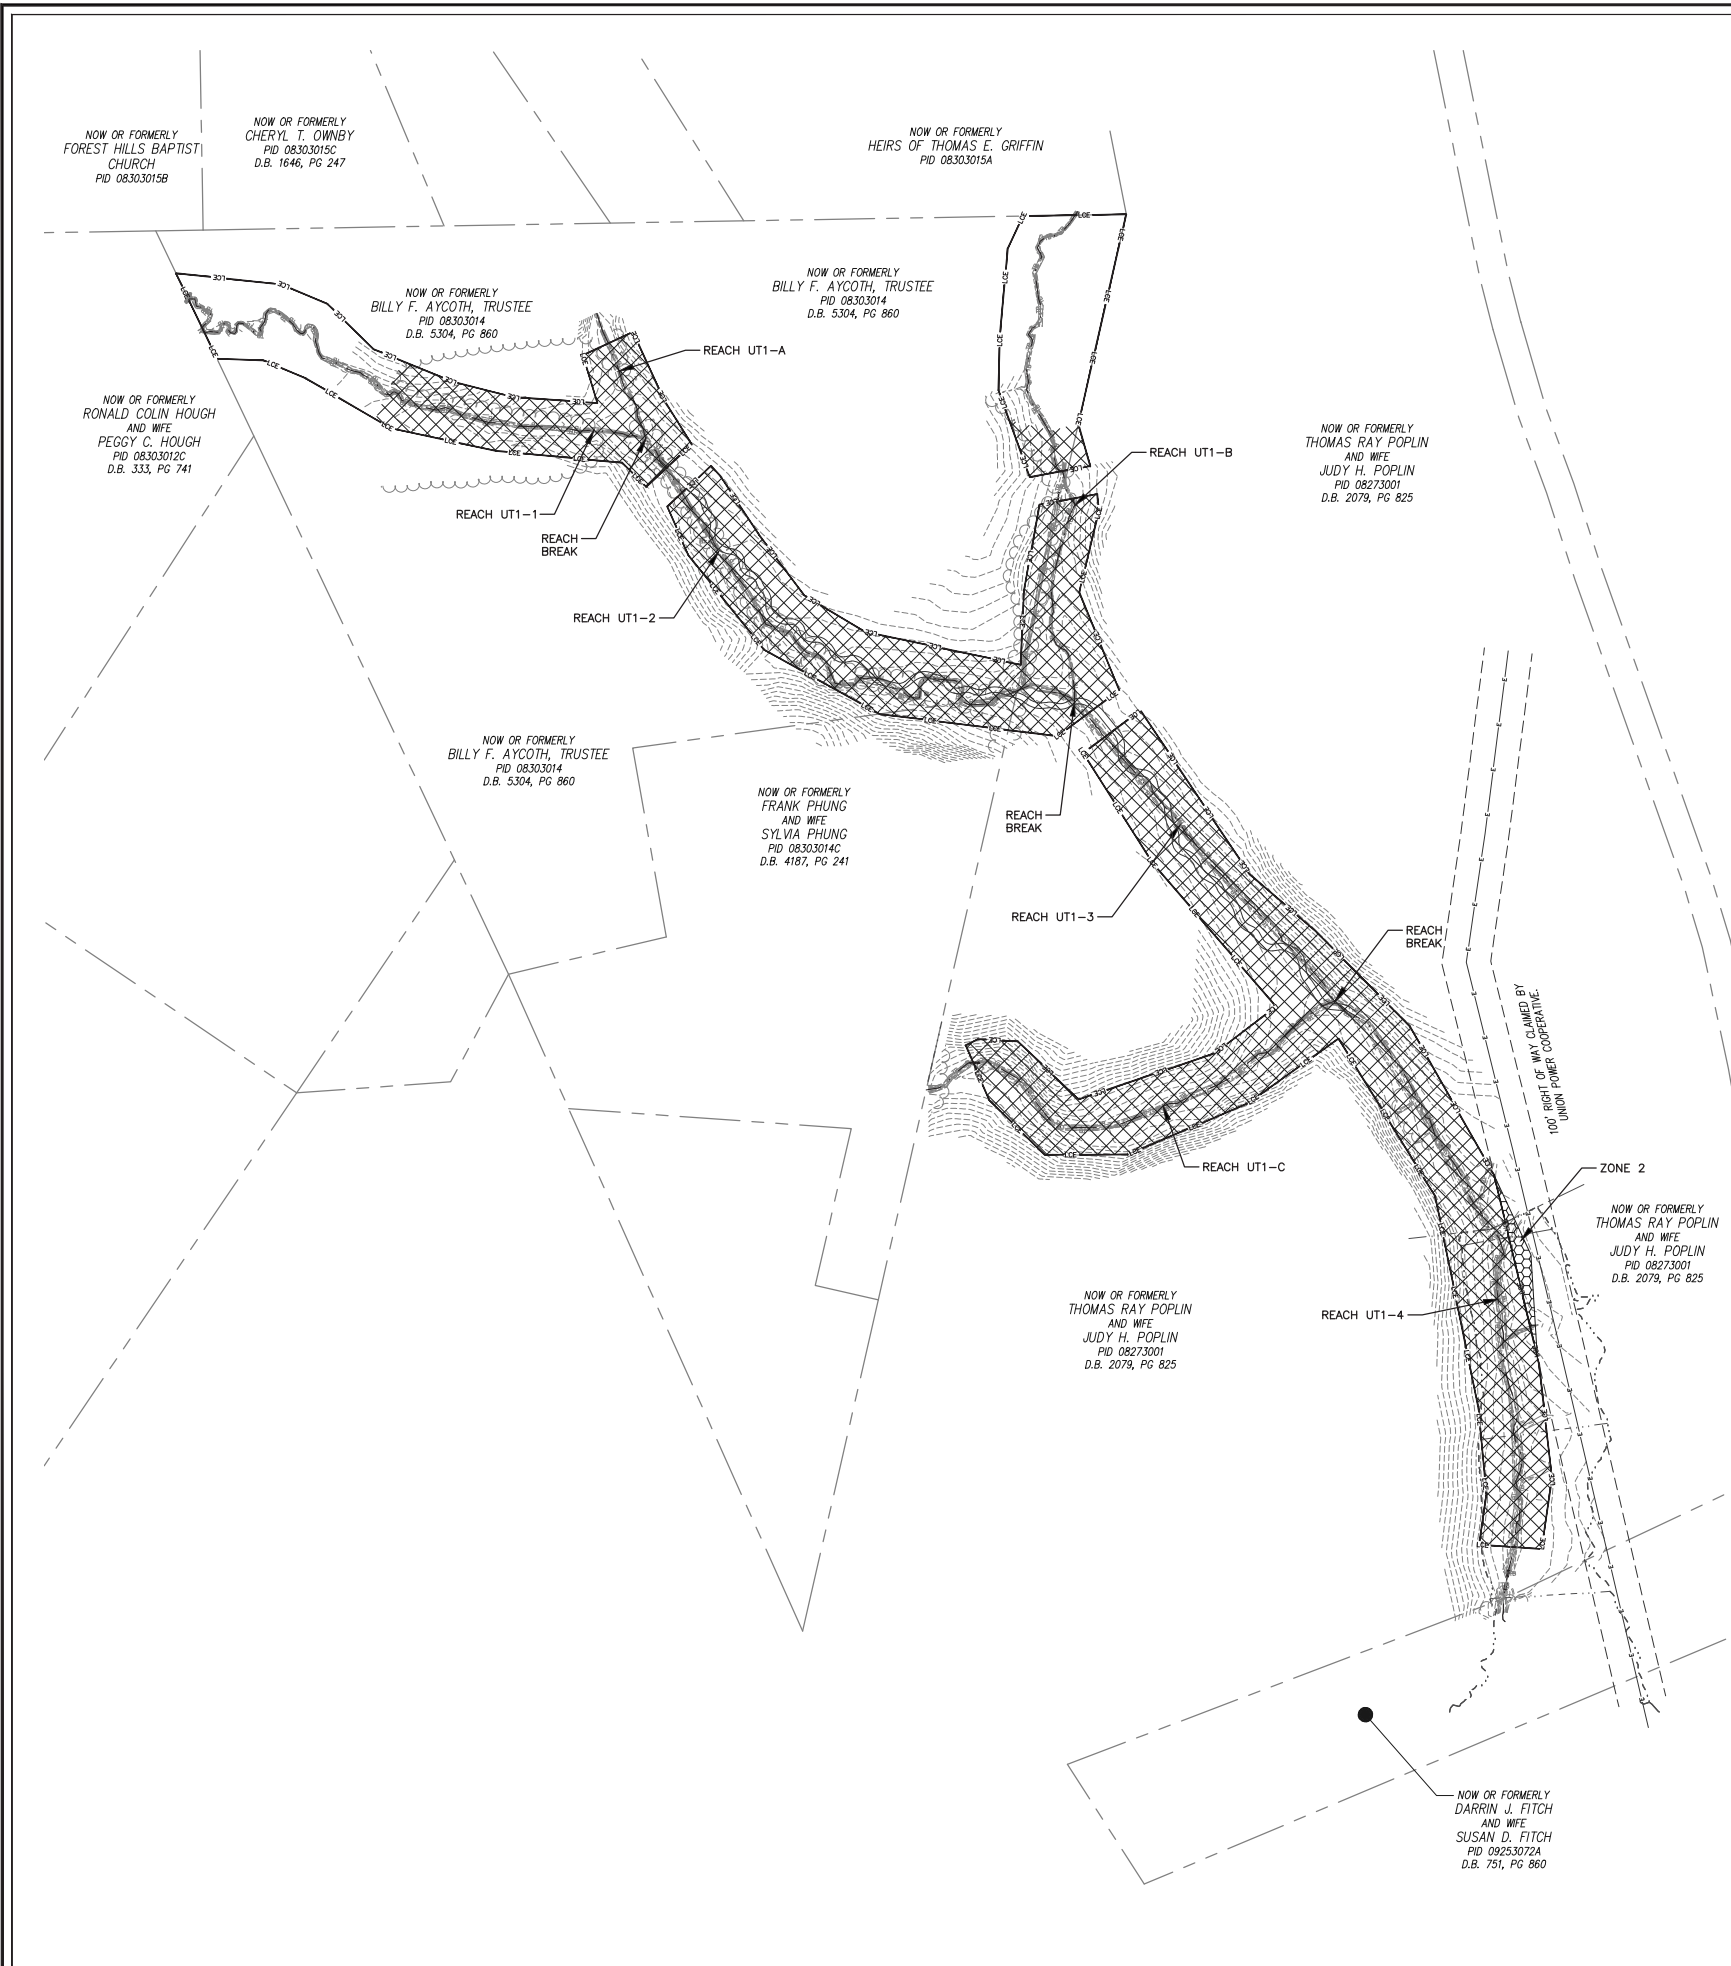 NOW OR FORMERLY
FOREST HILLS BAPTIST
CHURCH
PID 08303015B
NOW OR FORMERLY
CHERYL T. OWNBY
PID 08303015C
D.B. 1646, PG 247
NOW OR FORMERLY
HEIRS OF THOMAS E. GRIFFIN
PID 08303015A
NOW OR FORMERLY
BILLY F. AYCOTH, TRUSTEE
PID 08303014
D.B. 5304, PG 860
NOW OR FORMERLY
BILLY F. AYCOTH, TRUSTEE
PID 08303014
D.B. 5304, PG 860
REACH UT1-A
NOW OR FORMERLY
RONALD COLIN HOUGH
AND WIFE
PEGGY C. HOUGH
PID 08303012C
D.B. 333, PG 741
REACH UT1-B
NOW OR FORMERLY
THOMAS RAY POPLIN
AND WIFE
JUDY H. POPLIN
PID 08273001
D.B. 2079, PG 825
REACH UT1-1
REACH
BREAK
REACH UT1-2
NOW OR FORMERLY
BILLY F. AYCOTH, TRUSTEE
PID 08303014
D.B. 5304, PG 860
NOW OR FORMERLY
FRANK PHUNG
AND WIFE
SYLVIA PHUNG
PID 08303014C
D.B. 4187, PG 241
REACH
BREAK
REACH UT1-3
REACH
BREAK
100' RIGHT OF WAY CLAIMED BY
UNION POWER COOPERATIVE.
REACH UT1-C
ZONE 2
NOW OR FORMERLY
THOMAS RAY POPLIN
AND WIFE
JUDY H. POPLIN
PID 08273001
D.B. 2079, PG 825
NOW OR FORMERLY
THOMAS RAY POPLIN
AND WIFE
JUDY H. POPLIN
PID 08273001
D.B. 2079, PG 825
REACH UT1-4
NOW OR FORMERLY
DARRIN J. FITCH
AND WIFE
SUSAN D. FITCH
PID 09253072A
D.B. 751, PG 860